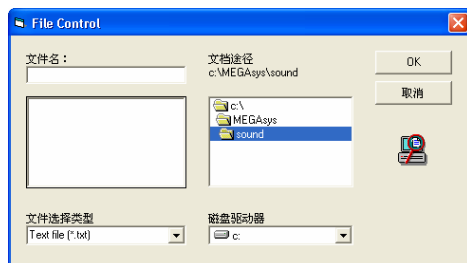 File Control
文件名：
文档途径
c:\MEGAsys\sound
OK
取消
c:\
MEGAsys
sound
文件选择类型
磁盘驱动器
Text file (*.txt)
c: